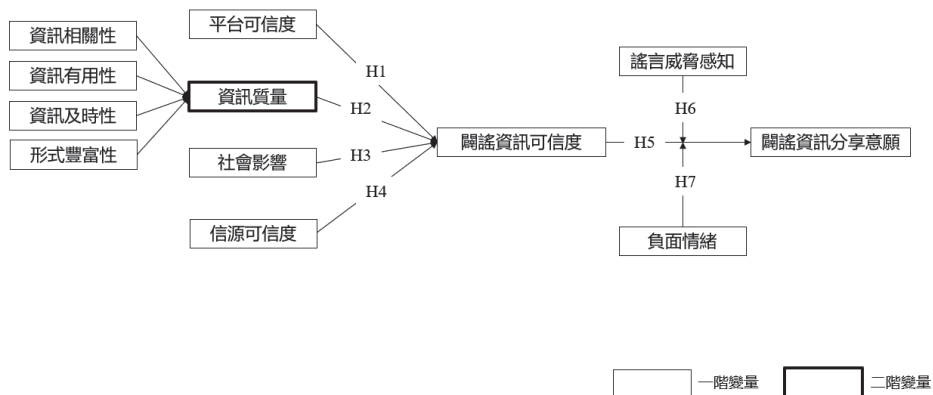 平台可信度
資訊相關性
資訊有用性
資訊及時性
形式豐富性
資訊質量
社會影響
信源可信度
H1
H2
H3
H4
闢謠資訊可信度
H5
謠言威脅感知
H6
H7
負面情緒
闢謠資訊分享意願
一階變量
二階變量